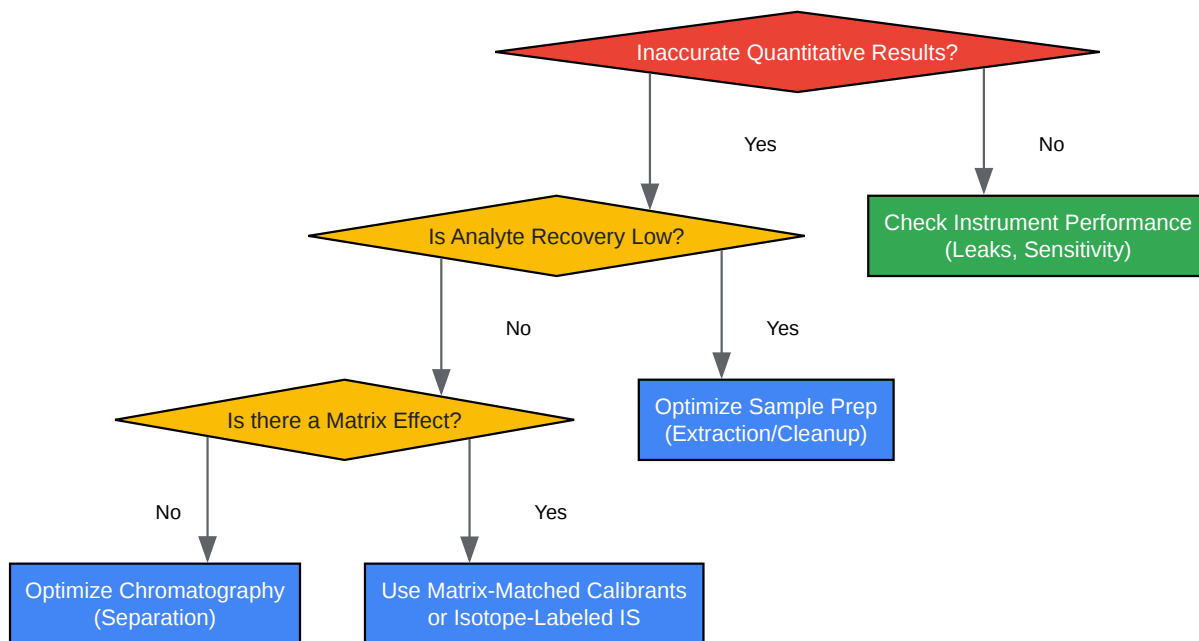 Inaccurate Quantitative Results?
Yes
No
Is Analyte Recovery Low?
Check Instrument Performance
(Leaks, Sensitivity)
No
Yes
Is there a Matrix Effect?
Optimize Sample Prep
(Extraction/Cleanup)
No
Yes
Optimize Chromatography
(Separation)
Use Matrix-Matched Calibrants
or Isotope-Labeled IS